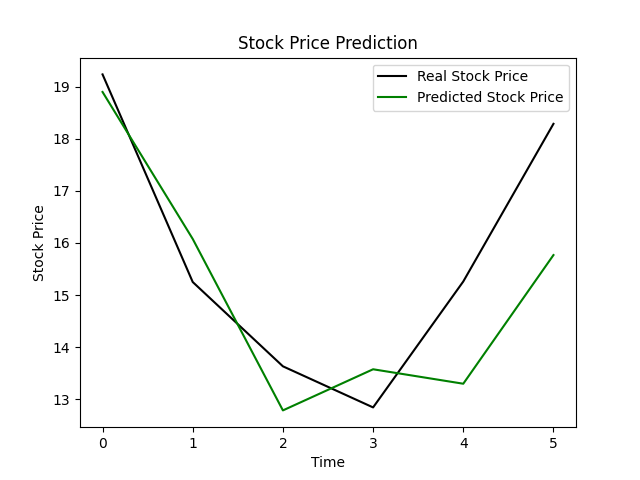 Stock Price Prediction
Real Stock Price
Predicted Stock Price
Stock Price
19
18
17
16
15
14
13
0 1 2 3 4 5
Time